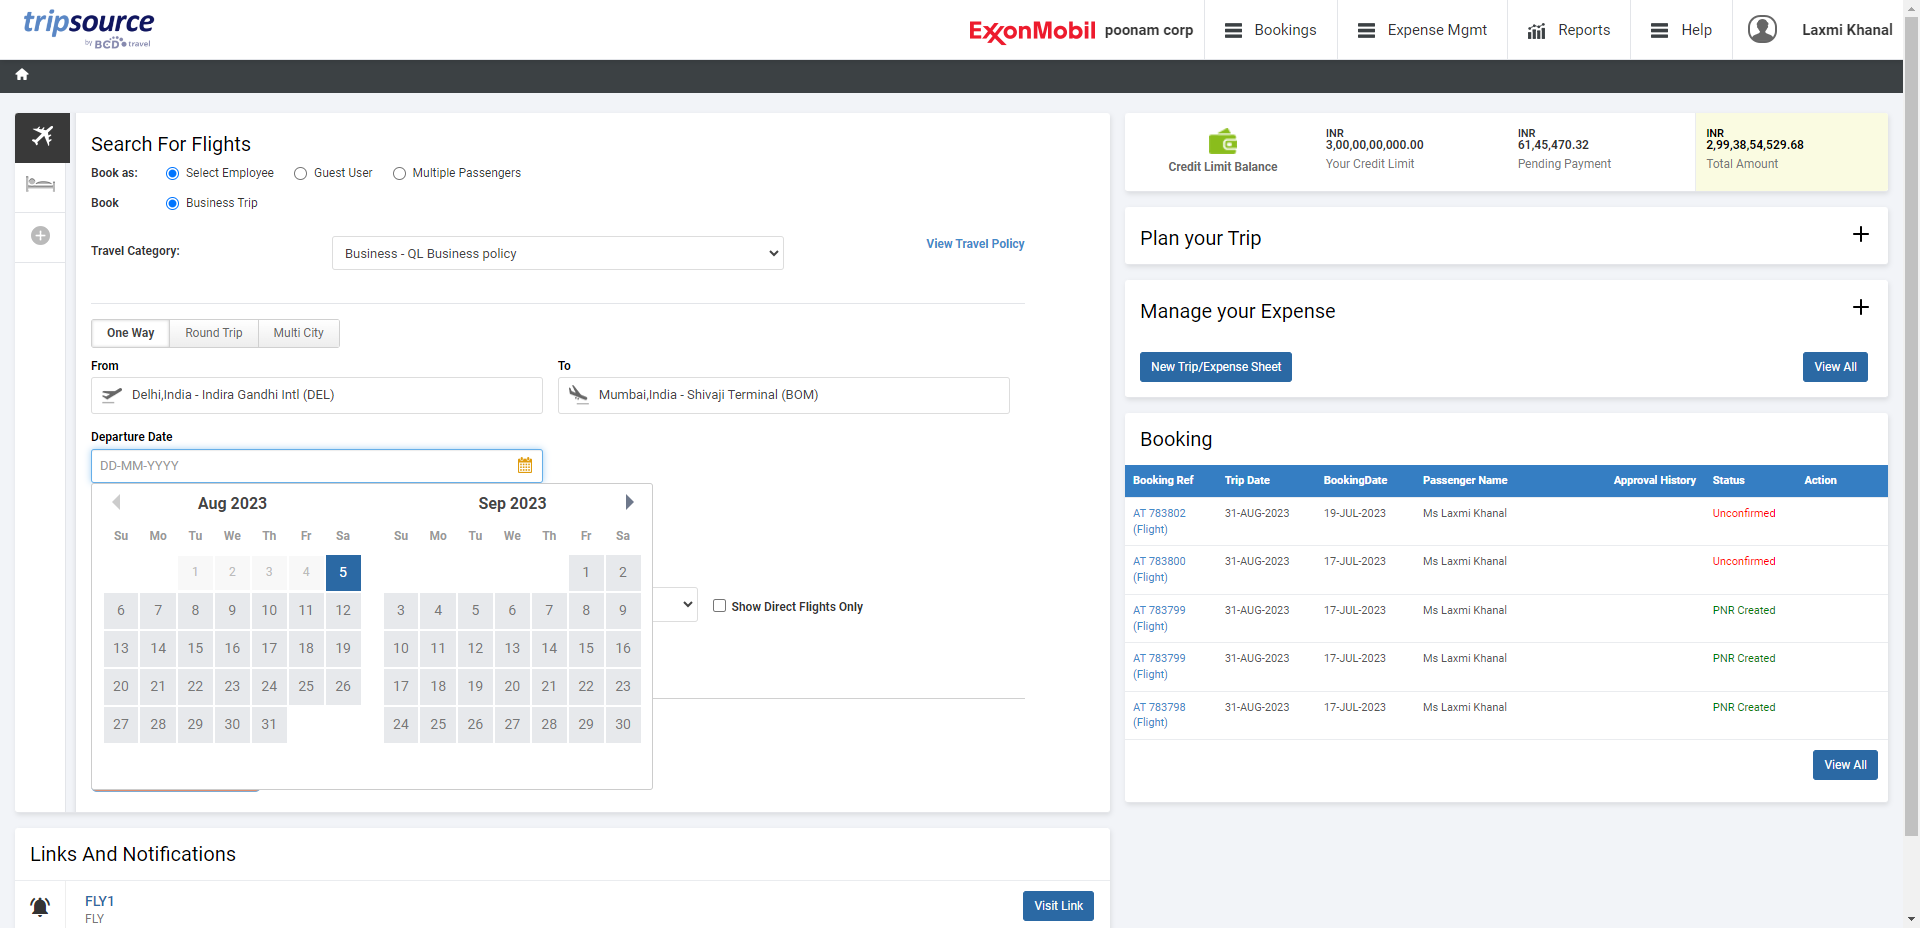 tripsource
by BCD travel
ExxonMobil
poonam corp
Bookings
Expense Mgmt
Reports
Help
Laxmi Khanal
Search For Flights
Book as: Select Employee Guest User Multiple Passengers
Book Business Trip
Travel Category: Business - QL Business policy View Travel Policy
One Way Round Trip Multi City
From To
Delhi,India - Indira Gandhi Intl (DEL) Mumbai,India - Shivaji Terminal (BOM)
Departure Date
DD-MM-YYYY
Aug 2023 Sep 2023
Su Mo Tu We Th Fr Sa Su Mo Tu We Th Fr Sa
1 2 3 4 5 1 2
6 7 8 9 10 11 12 3 4 5 6 7 8 9
13 14 15 16 17 18 19 10 11 12 13 14 15 16
20 21 22 23 24 25 26 17 18 19 20 21 22 23
27 28 29 30 31 24 25 26 27 28 29 30
Show Direct Flights Only
Credit Limit Balance
INR
3,00,00,00,000.00
Your Credit Limit
INR
61,45,470.32
Pending Payment
INR
2,99,38,54,529.68
Total Amount
Plan your Trip
Manage your Expense
New Trip/Expense Sheet View All
Booking
Booking Ref Trip Date BookingDate Passenger Name Approval History Status Action
AT 783802 31-AUG-2023 19-JUL-2023 Ms Laxmi Khanal Unconfirmed
(Flight)
AT 783800 31-AUG-2023 17-JUL-2023 Ms Laxmi Khanal Unconfirmed
(Flight)
AT 783799 31-AUG-2023 17-JUL-2023 Ms Laxmi Khanal PNR Created
(Flight)
AT 783799 31-AUG-2023 17-JUL-2023 Ms Laxmi Khanal PNR Created
(Flight)
AT 783798 31-AUG-2023 17-JUL-2023 Ms Laxmi Khanal PNR Created
(Flight)
View All
Links And Notifications
FLY1
FLY
Visit Link